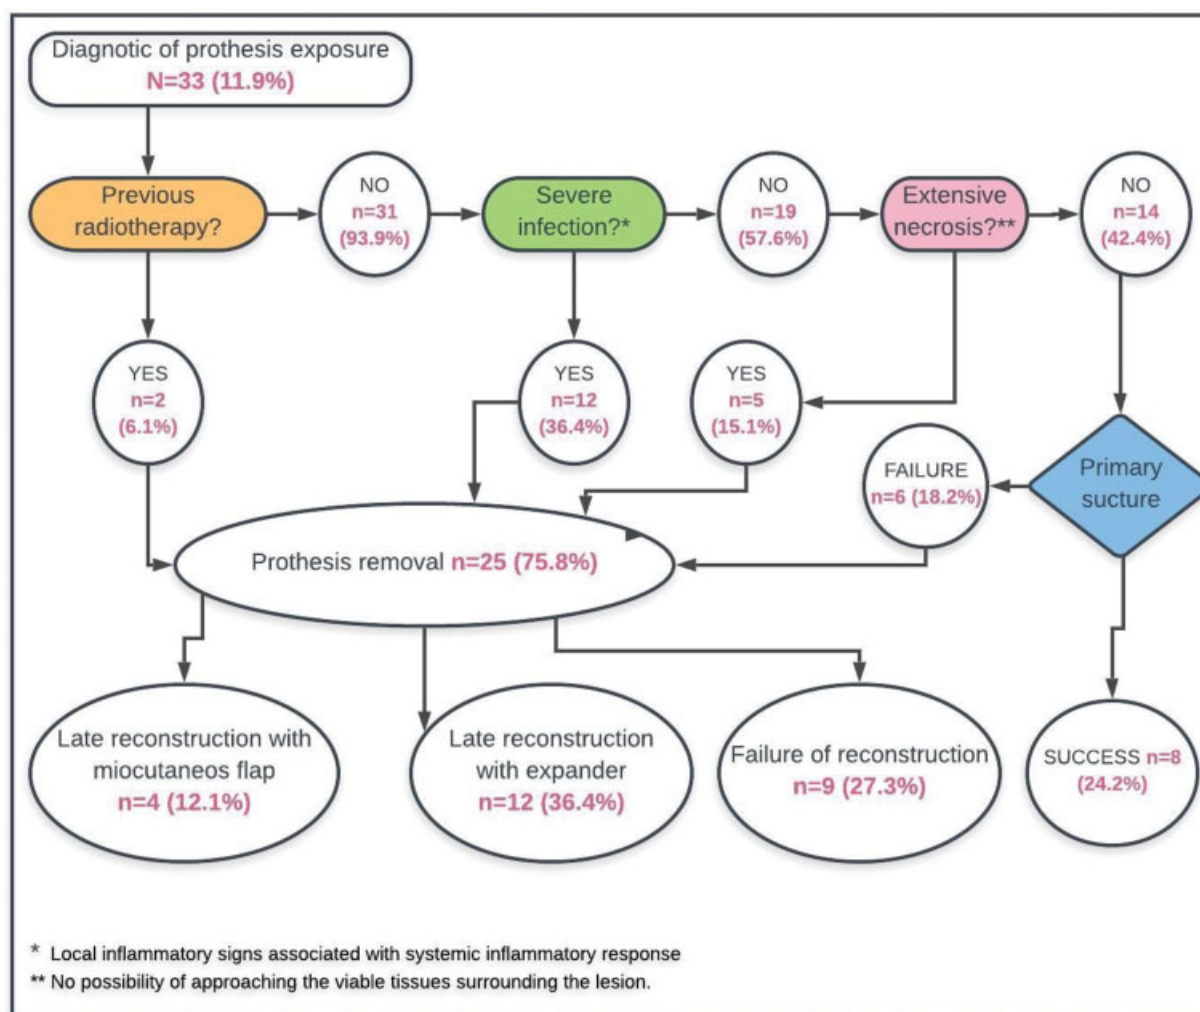 Diagnotic of prothesis exposure
N=33 (11.9%)
Previous
radiotherapy?
NO
n=31
(93.9%)
Severe
infection?*
NO
n=19
(57.6%)
Extensive
necrosis?**
NO
n=14
(42.4%)
YES
n=2
(6.1%)
YES
n=12
(36.4%)
YES
n=5
(15.1%)
FAILURE
n=6 (18.2%)
Primary
sucture
Prothesis removal n=25 (75.8%)
Late reconstruction with
miocutaneos flap
n=4 (12.1%)
Late reconstruction
with expander
n=12 (36.4%)
Failure of reconstruction
n=9 (27.3%)
SUCCESS n=8
(24.2%)
* Local inflammatory signs associated with systemic inflammatory response
** No possibility of approaching the viable tissues surrounding the lesion.